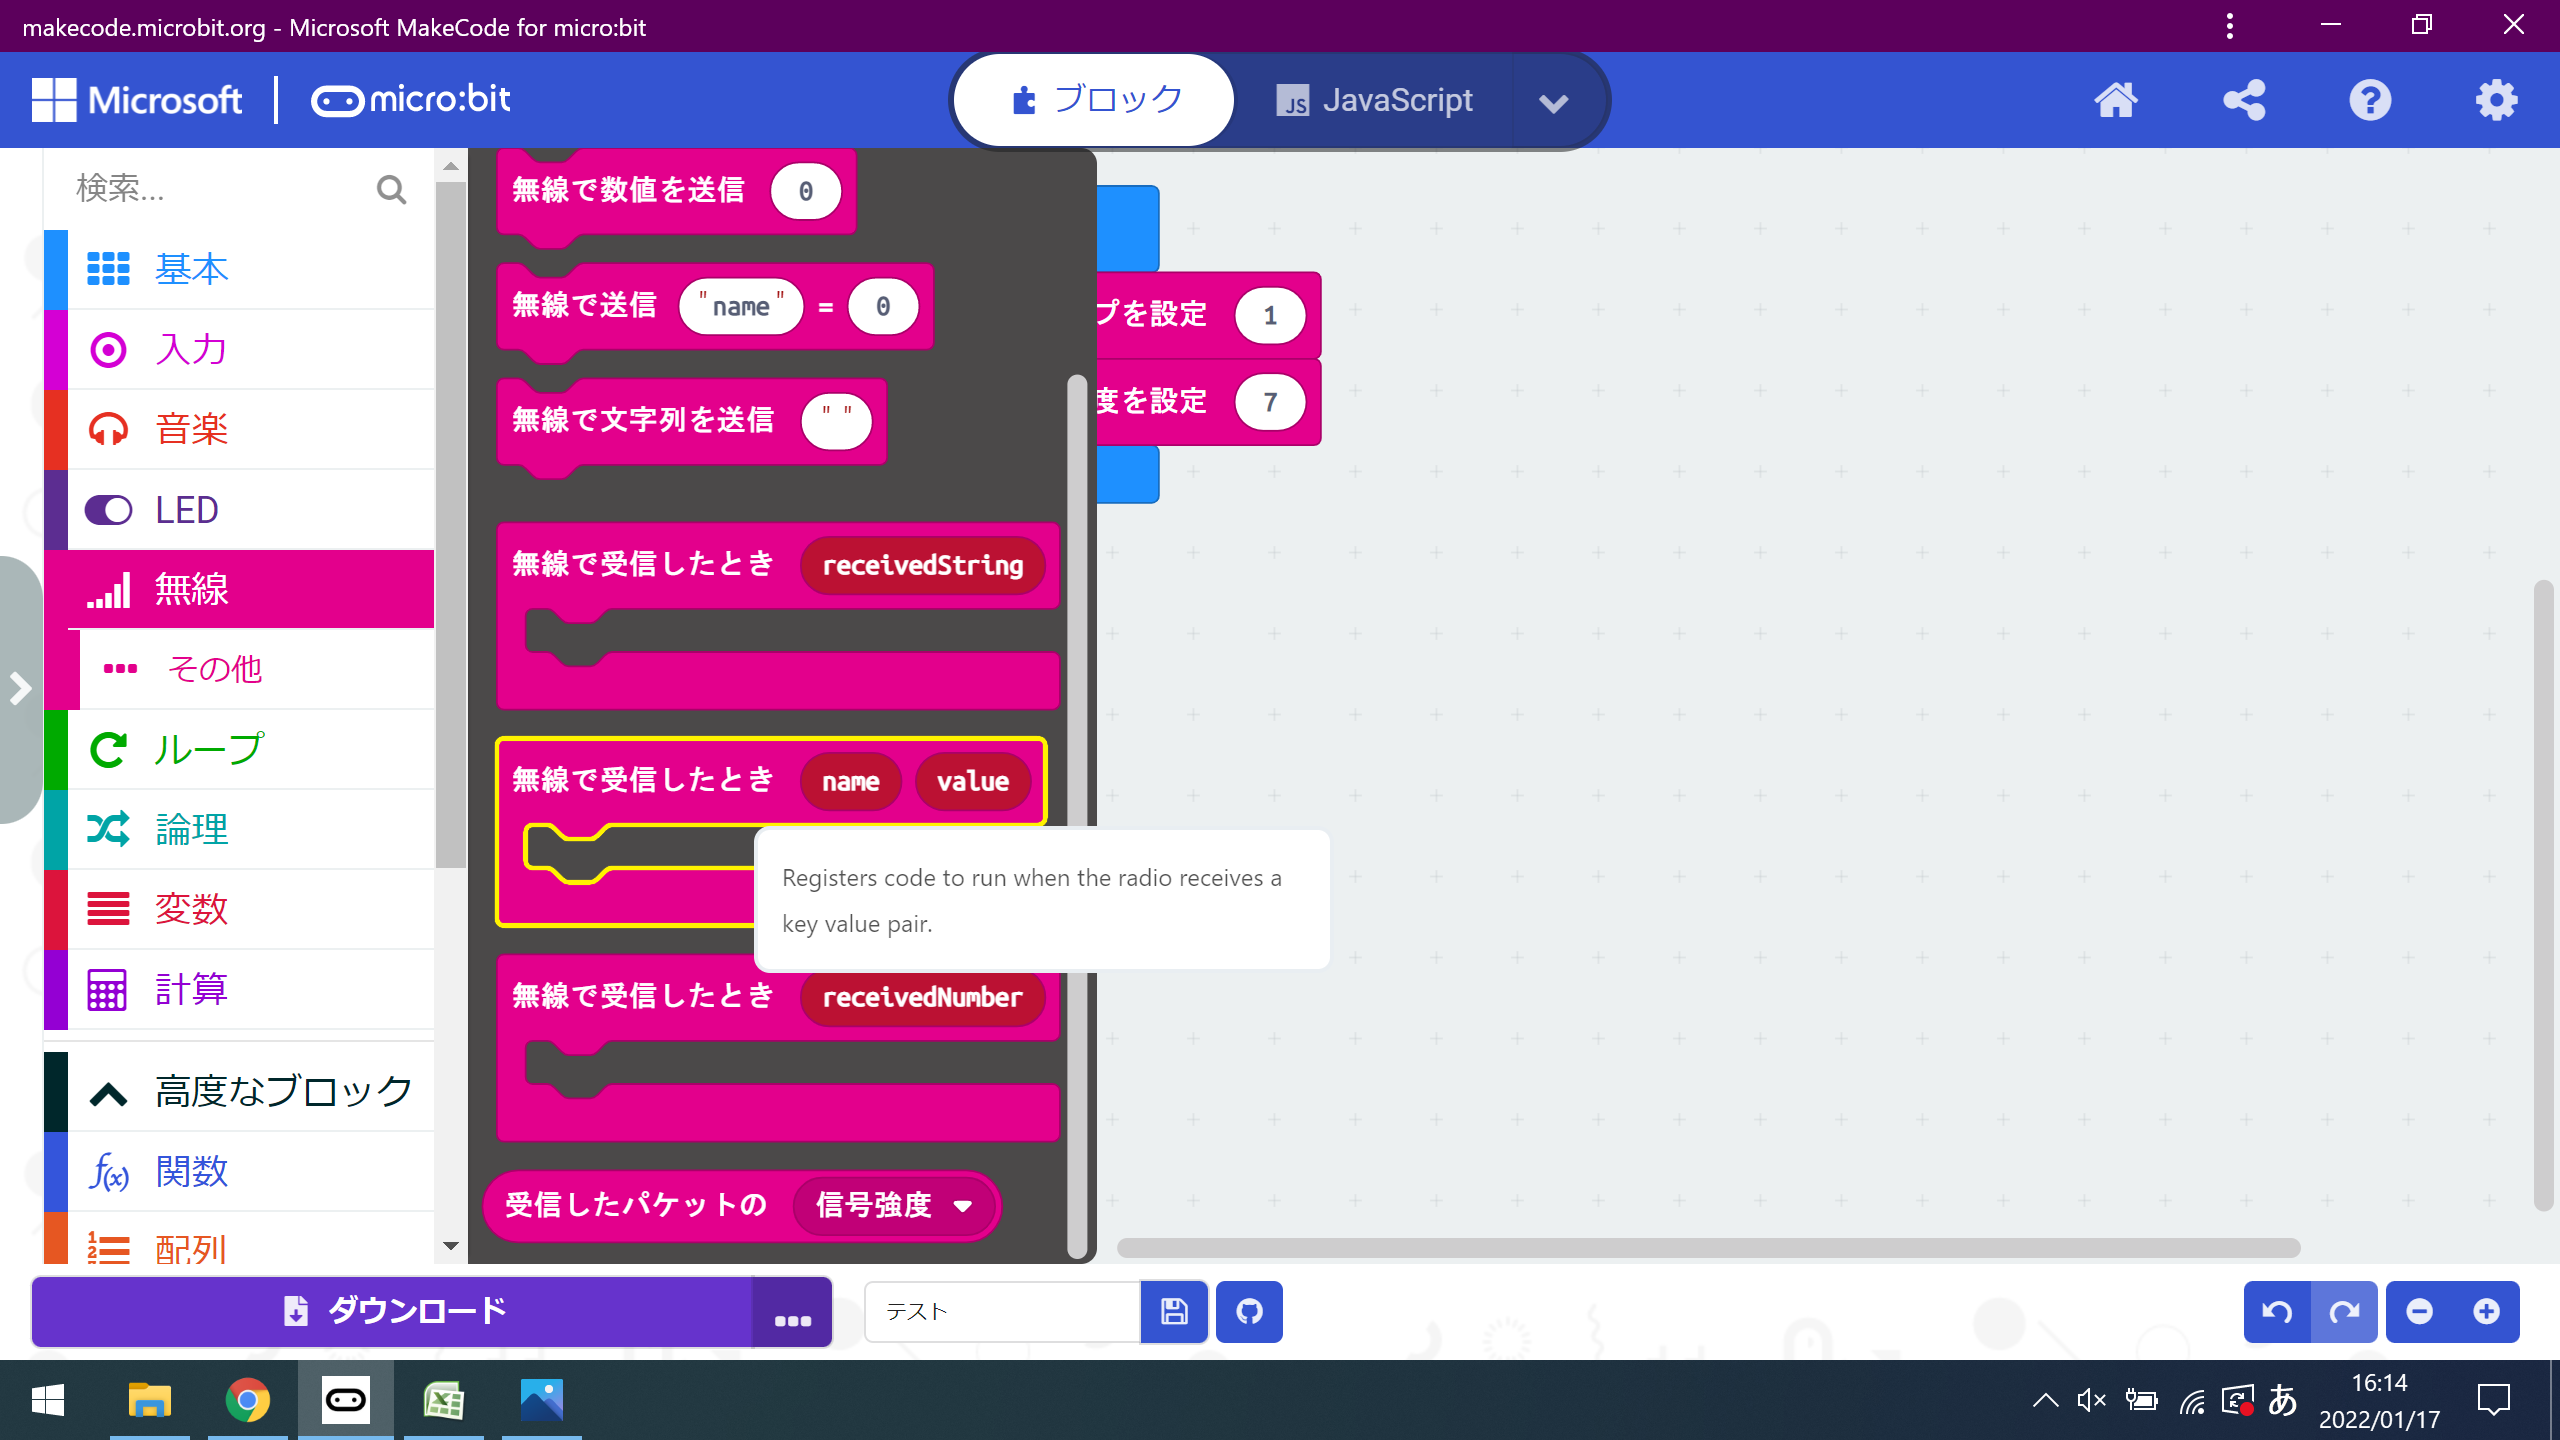 makecode.microbit.org - Microsoft MakeCode for micro:bit
Microsoft
micro:bit
ブロック
JS JavaScript
検索...
基本
入力
音楽
LED
無線
その他
ループ
論理
変数
計算
高度なブロック
f(x) 関数
配列
無線で数値を送信 0
無線で送信 "name" = 0
無線で文字列を送信 " "
無線で受信したとき receivedString
無線で受信したとき name value
Registers code to run when the radio receives a
key value pair.
無線で受信したとき receivedNumber
受信したパケットの 信号強度
プを設定 1
度を設定 7
ダウンロード
...
テスト
あ
16:14
2022/01/17